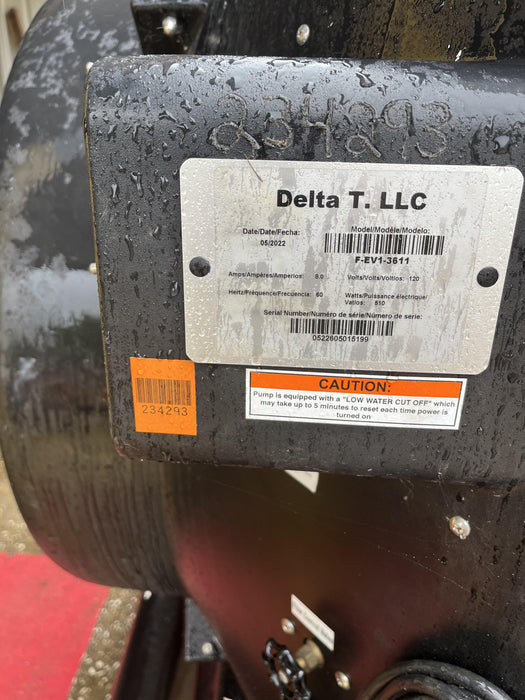 234293
Delta T. LLC
Date/Date/Fecha:
05/2022
Model/Modèle/Modelo:
F-EV1-3611
Amps/Ampères/Amperios: 8.0
Volts/Volts/Voltios: 120
Hertz/Fréquence/Frecuencia: 60
Watts/Puissance électrique/
Vatios: 510
Serial Number/Numéro de série/Número de serie:
0522605015199
234293
CAUTION:
Pump is equipped with a "LOW WATER CUT OFF" which
may take up to 5 minutes to reset each time power is
turned on